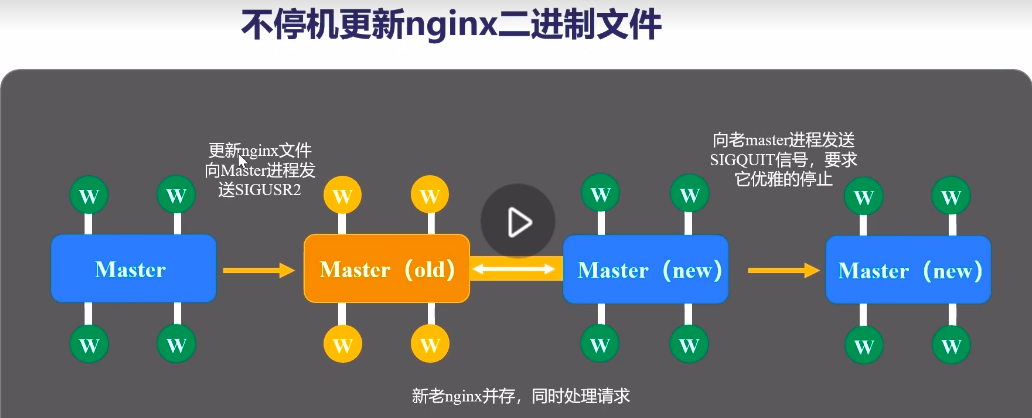 不停机更新nginx二进制文件
更新nginx文件
向Master进程发
送SIGUSR2
向老master进程发送
SIGQUIT信号，要求
它优雅的停止
W W W W W W W W
Master Master（old） Master（new） Master（new）
W W W W W W W W
新老nginx并存，同时处理请求